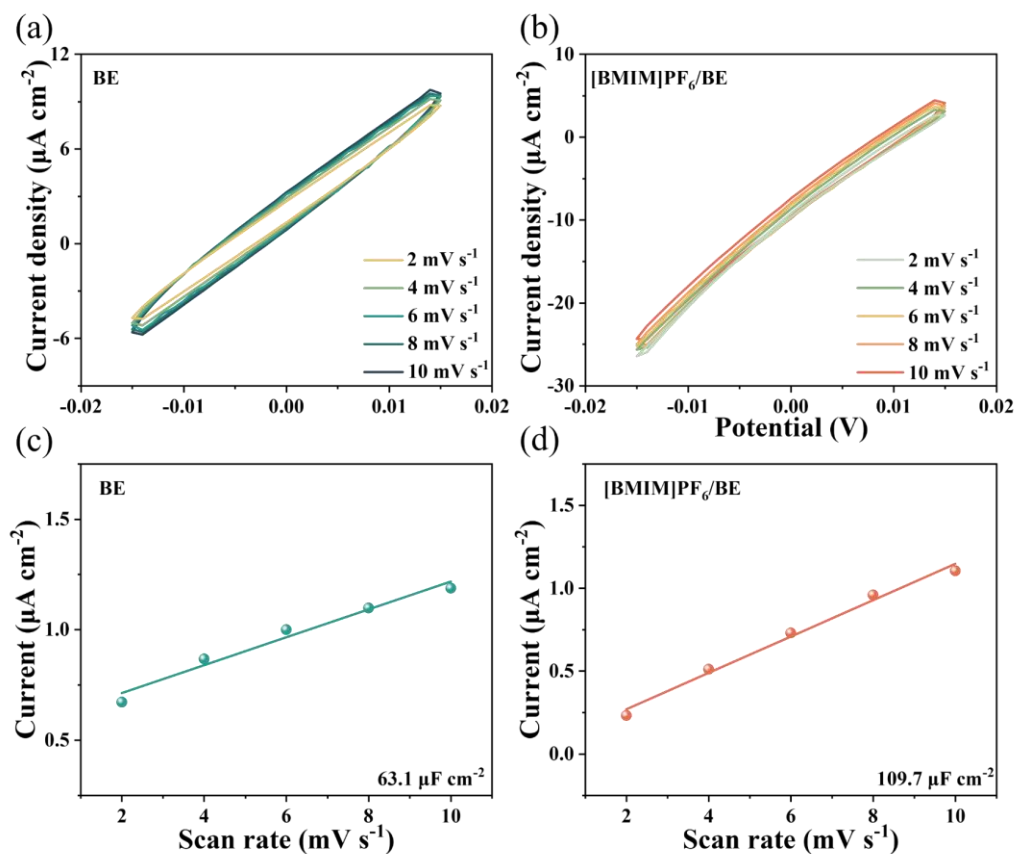 (a)
BE
Current density (μA cm⁻²)
12
6
0
-6
2 mV s⁻¹
4 mV s⁻¹
6 mV s⁻¹
8 mV s⁻¹
10 mV s⁻¹
-0.02
-0.01
0.00
0.01
0.02
(b)
[BMIM]PF₆/BE
Current density (μA cm⁻²)
10
0
-10
-20
-30
2 mV s⁻¹
4 mV s⁻¹
6 mV s⁻¹
8 mV s⁻¹
10 mV s⁻¹
-0.02
-0.01
0.00
0.01
0.02
Potential (V)
(c)
BE
Current (μA cm⁻²)
1.5
1.0
0.5
63.1 μF cm⁻²
2
4
6
8
10
Scan rate (mV s⁻¹)
(d)
[BMIM]PF₆/BE
Current (μA cm⁻²)
1.5
1.0
0.5
0.0
109.7 μF cm⁻²
2
4
6
8
10
Scan rate (mV s⁻¹)